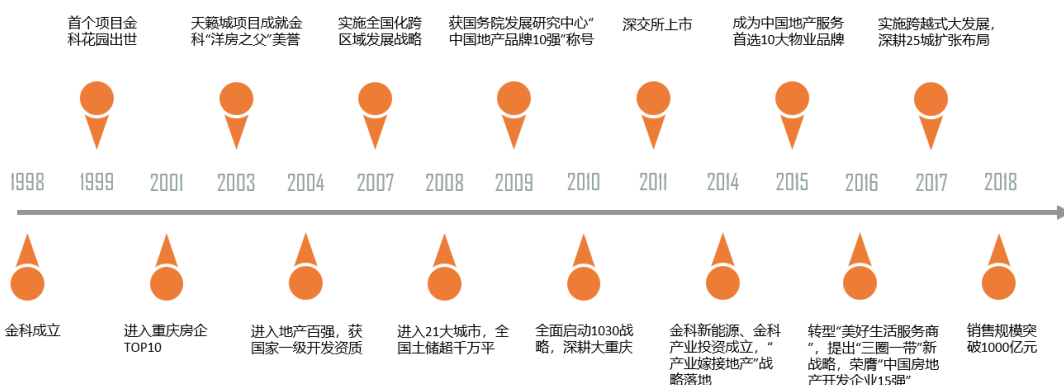 首个项目金
科花园出世
天籁城项目成就金
科“洋房之父”美誉
实施全国化跨
区域发展战略
获国务院发展研究中心“
中国地产品牌10强”称号
深交所上市
成为中国地产服务
首选10大物业品牌
实施跨越式大发展，
深耕25城扩张布局
1998
1999
2001
2003
2004
2007
2008
2009
2010
2011
2014
2015
2016
2017
2018
金科成立
进入重庆房企
TOP10
进入地产百强，获
国家一级开发资质
进入21大城市，全
国土储超千万平
全面启动1030战
略，深耕大重庆
金科新能源、金科
产业投资成立，“
产业嫁接地产”战
略落地
转型“美好生活服务商
”，提出“三圈一带”新
战略，荣膺“中国房地
产开发企业15强”
销售规模突
破1000亿元